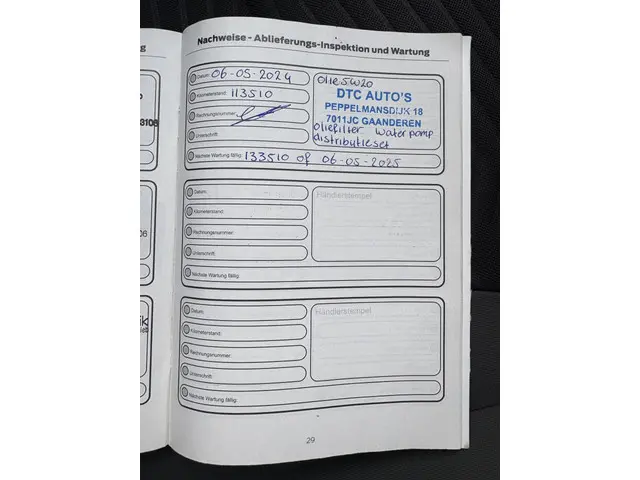 g
Nachweise - Ablieferungs-Inspektion und Wartung
Datum: 06-05-2024
Kilometerstand: 113510
Rechnungsnummer:
Unterschrift:
Nächste Wartung fällig: 133510 of 06-05-2025
olie 5W20
DTC AUTO'S
PEPPELMANSDIJK 18
7011JC GAANDEREN
oliefilter waterpomp
distributieset
Datum:
Kilometerstand:
Rechnungsnummer:
Unterschrift:
Nächste Wartung fällig:
Händlerstempel
Datum:
Kilometerstand:
Rechnungsnummer:
Unterschrift:
Nächste Wartung fällig:
Händlerstempel
29